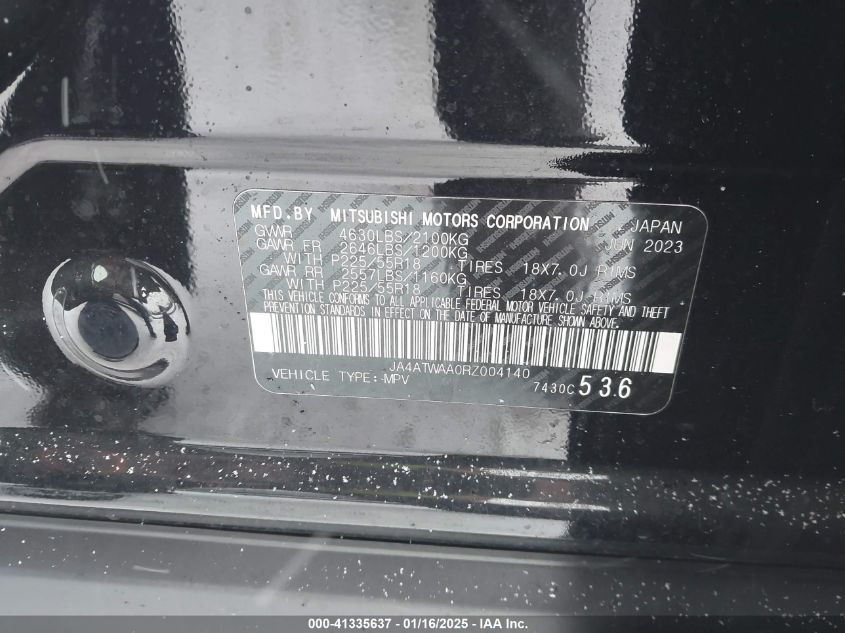 MFD.BY MITSUBISHI MOTORS CORPORATION JAPAN
GVWR 4630LBS/2100KG JUN 2023
GAWR FR 2646LBS/1200KG
WITH P225/55R18 TIRES 18X7.0J RIMS
GAWR RR 2557LBS/1160KG
WITH P225/55R18 TIRES 18X7.0J RIMS
THIS VEHICLE CONFORMS TO ALL APPLICABLE FEDERAL MOTOR VEHICLE SAFETY AND THEFT
PREVENTION STANDARDS IN EFFECT ON THE DATE OF MANUFACTURE SHOWN ABOVE.
JA4ATWAA0RZ004140
VEHICLE TYPE: MPV 7430C 536
000-41335637 - 01/16/2025 - IAAI.com